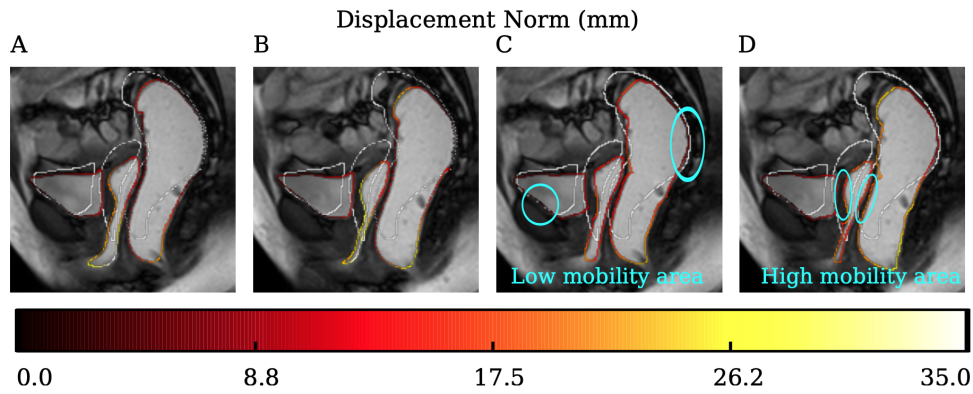 Displacement Norm (mm)
A B C D
Low mobility area High mobility area
0.0 8.8 17.5 26.2 35.0